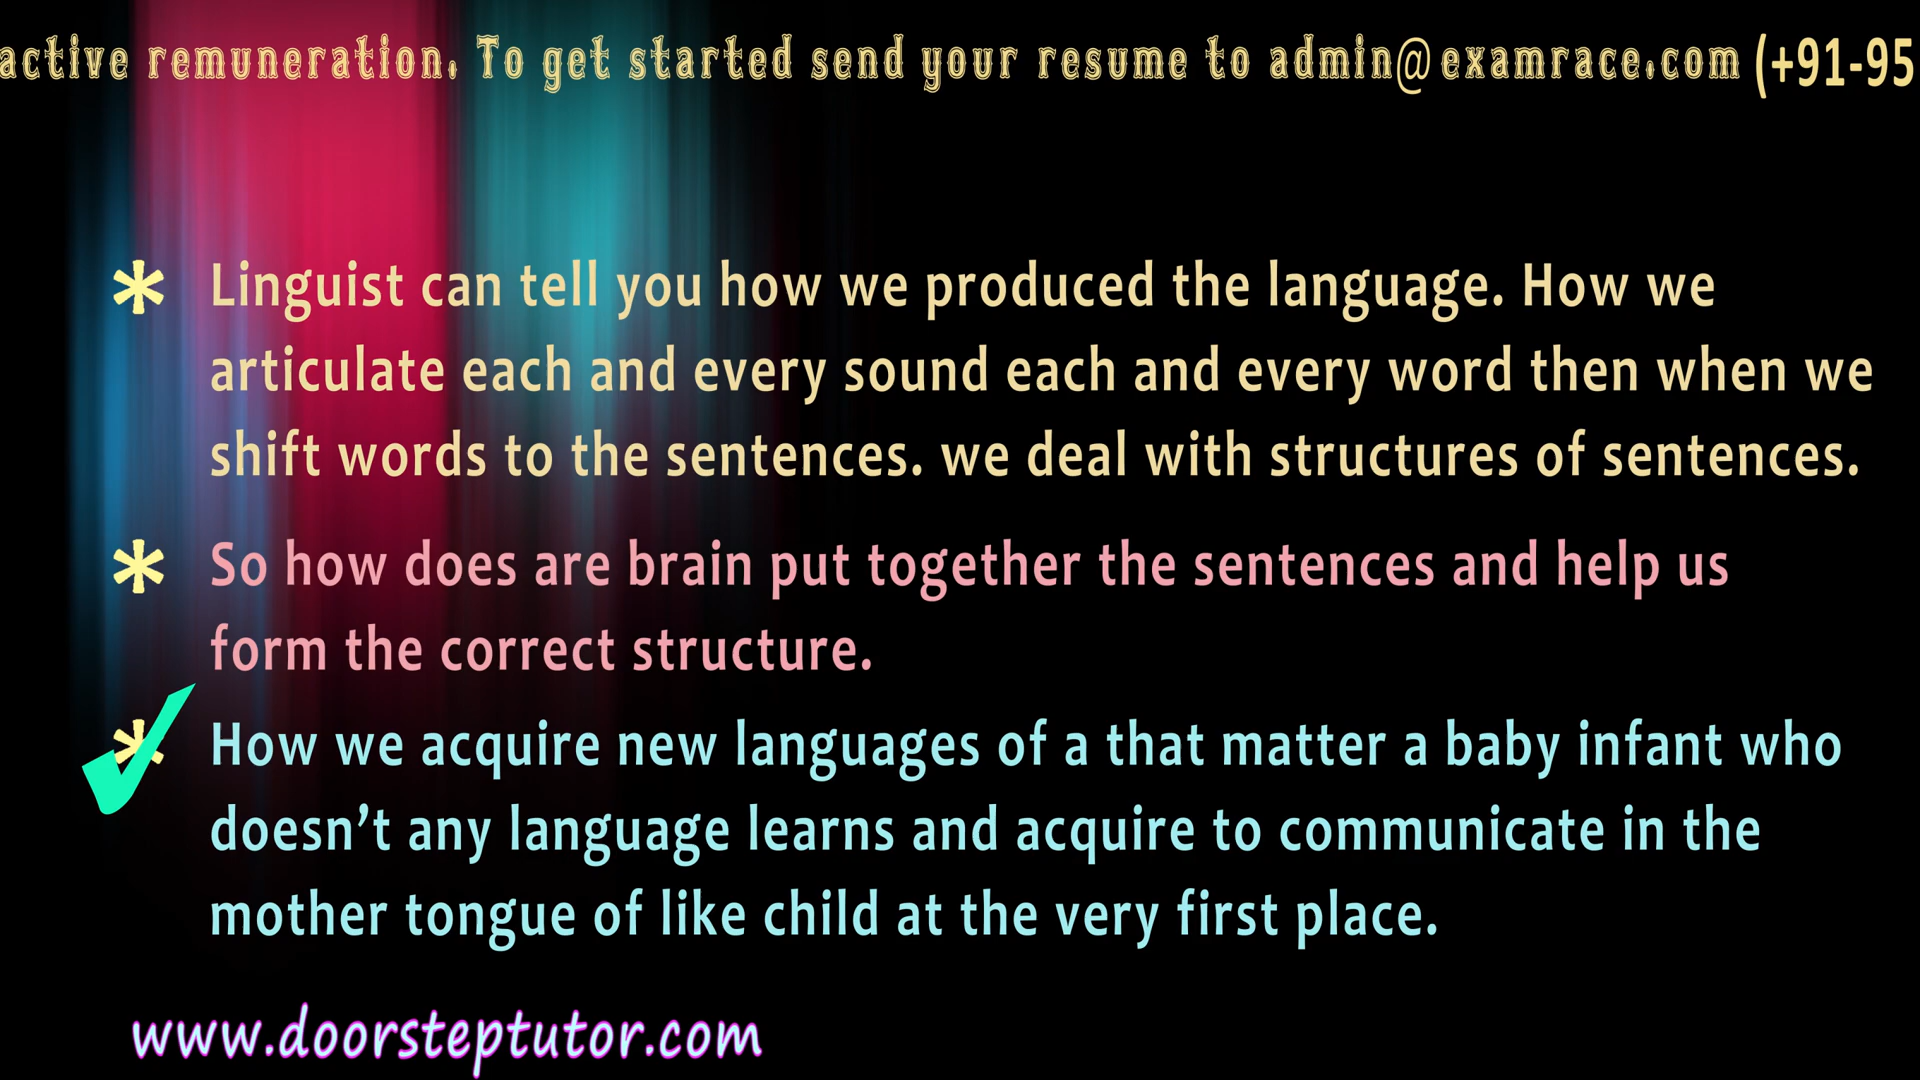 active remuneration. To get started send your resume to admin@examrace.com (+91-95
* Linguist can tell you how we produced the language. How we
articulate each and every sound each and every word then when we
shift words to the sentences. we deal with structures of sentences.
* So how does are brain put together the sentences and help us
form the correct structure.
* How we acquire new languages of a that matter a baby infant who
doesn’t any language learns and acquire to communicate in the
mother tongue of like child at the very first place.
www.doorsteptutor.com